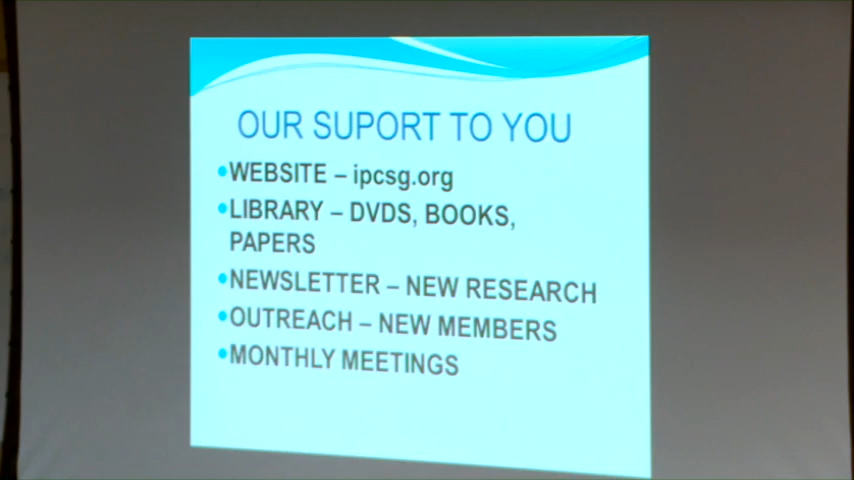 OUR SUPORT TO YOU
•WEBSITE – ipcsg.org
•LIBRARY – DVDS, BOOKS,
PAPERS
•NEWSLETTER – NEW RESEARCH
•OUTREACH – NEW MEMBERS
•MONTHLY MEETINGS